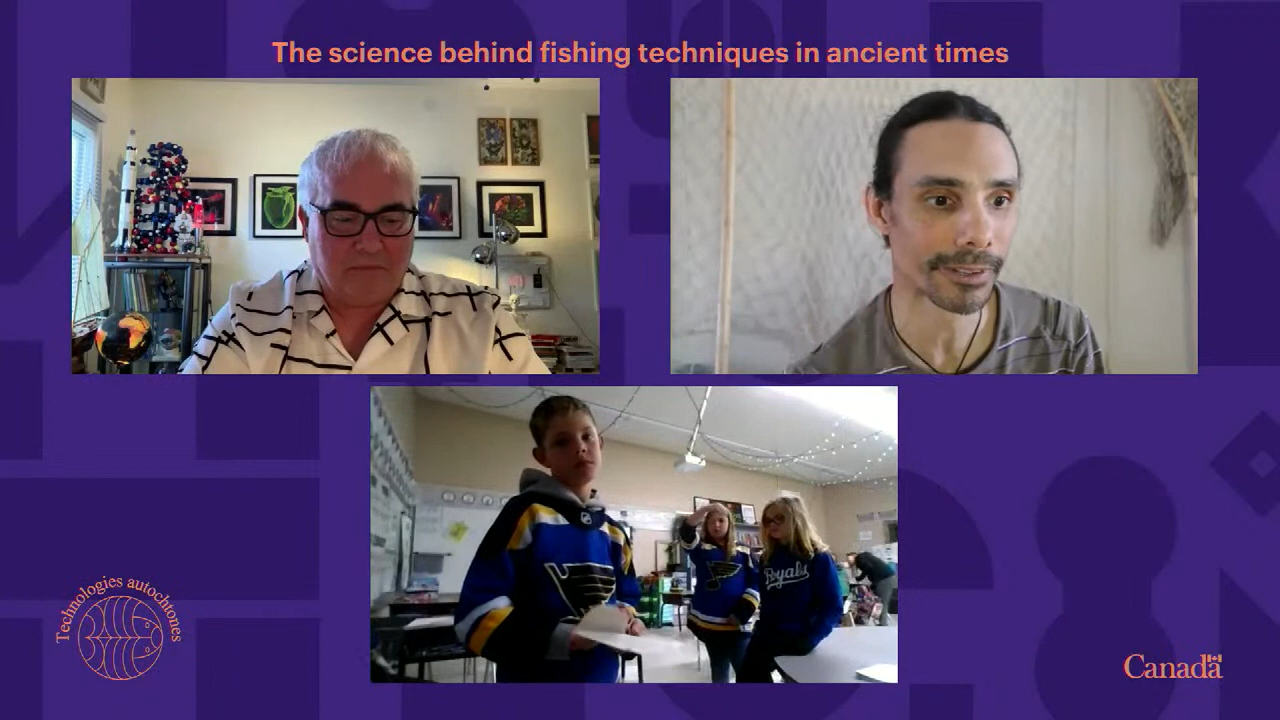 The science behind fishing techniques in ancient times
Royals
Technologies autochtones
Canada